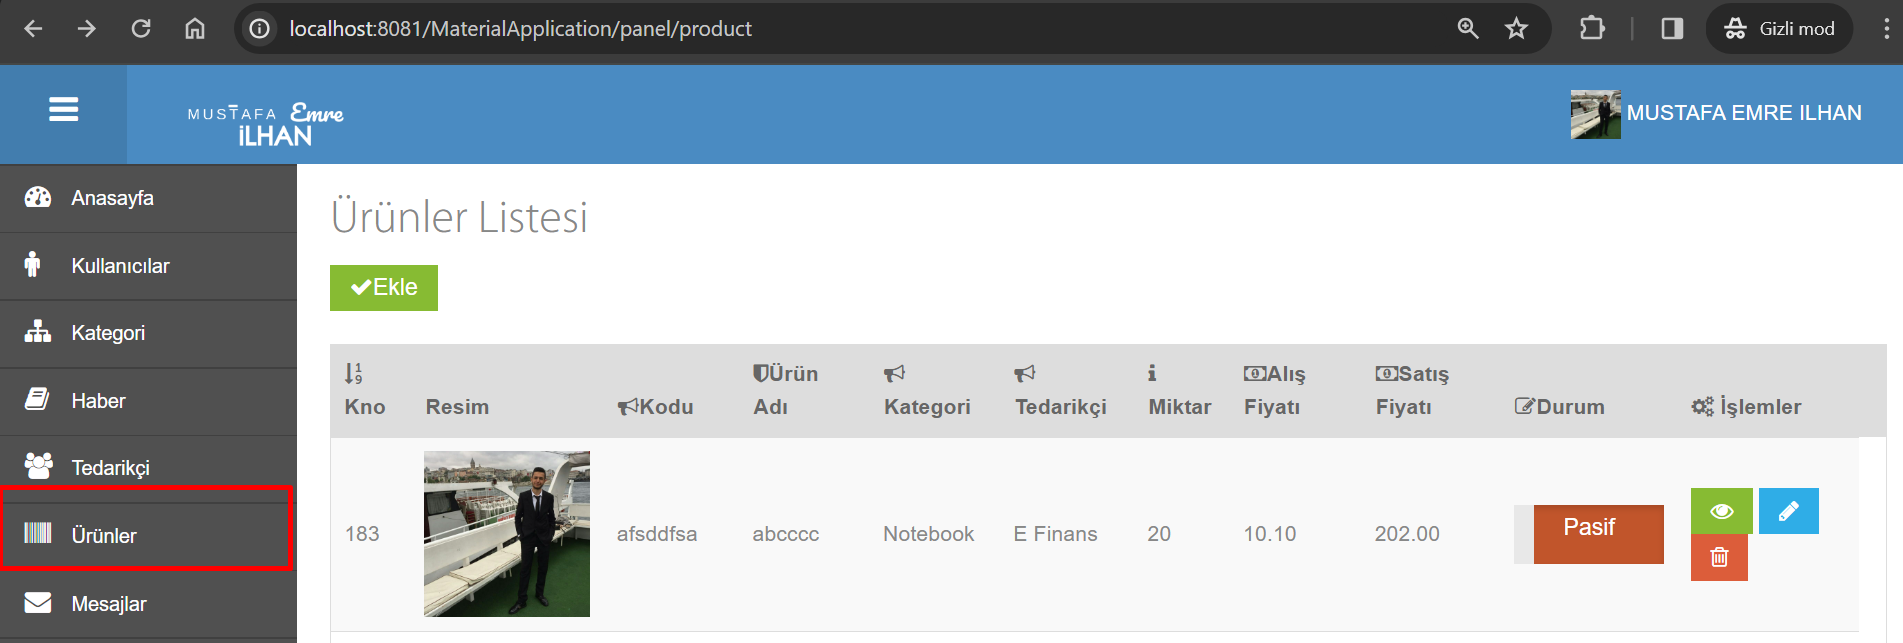 localhost:8081/MaterialApplication/panel/product
Gizli mod
MUSTAFA Emre
İLHAN
MUSTAFA EMRE ILHAN
Anasayfa
Kullanıcılar
Kategori
Haber
Tedarikçi
Ürünler
Mesajlar
Ürünler Listesi
Ekle
Kno
Resim
Kodu
Ürün
Adı
Kategori
Tedarikçi
Miktar
Alış
Fiyatı
Satış
Fiyatı
Durum
İşlemler
183
afsddfsa
abcccc
Notebook
E Finans
20
10.10
202.00
Pasif